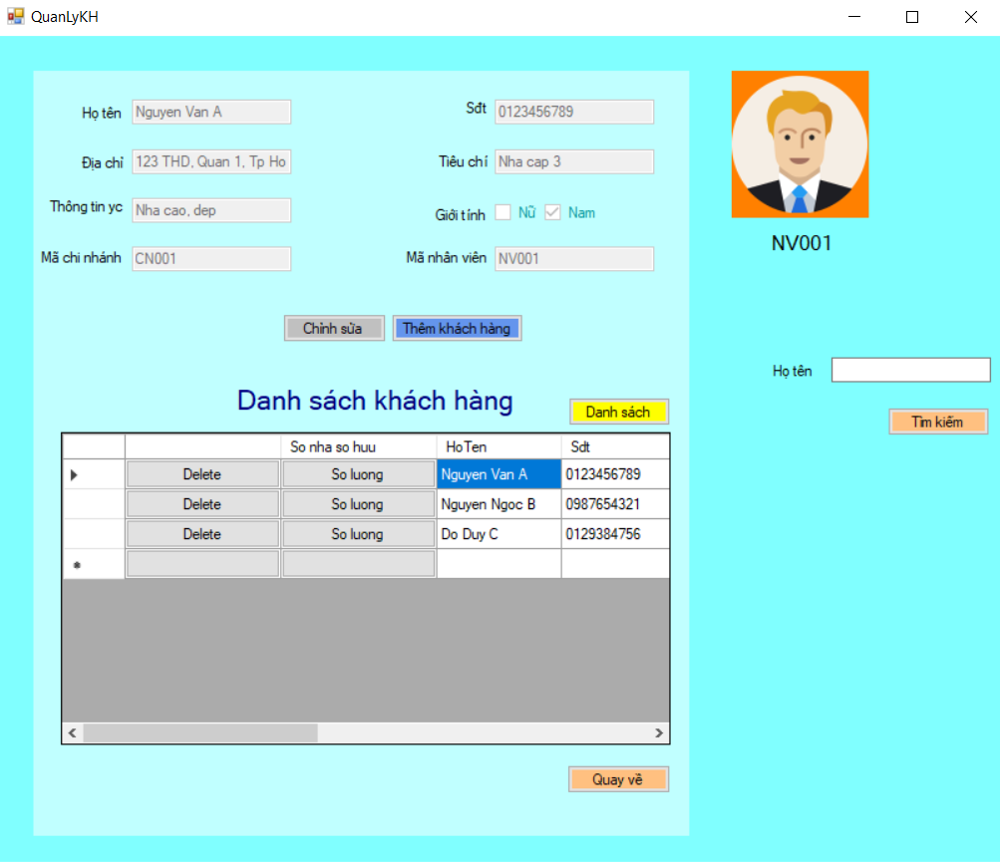 QuanLyKH
Họ tên Nguyen Van A Sđt 0123456789
Địa chỉ 123 THD, Quan 1, Tp Ho Tiêu chí Nha cap 3
Thông tin yc Nha cao, dep Giới tính Nữ Nam
Mã chi nhánh CN001 Mã nhân viên NV001
NV001
Chỉnh sửa Thêm khách hàng
Họ tên
Tìm kiếm
Danh sách khách hàng
Danh sách
So nha so huu HoTen Sdt
Delete So luong Nguyen Van A 0123456789
Delete So luong Nguyen Ngoc B 0987654321
Delete So luong Do Duy C 0129384756
Quay về